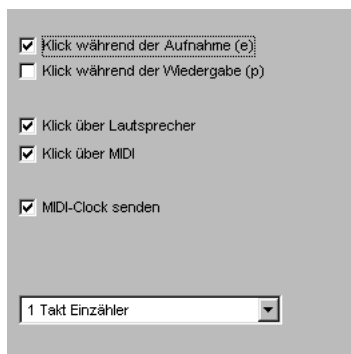 Klick während der Aufnahme (e)
Klick während der Wiedergabe (p)
Klick über Lautsprecher
Klick über MIDI
MIDI-Clock senden
1 Takt Einzähler